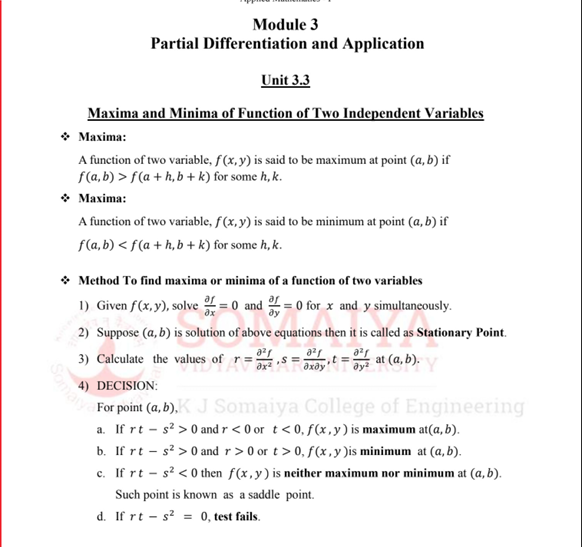 Module 3
Partial Differentiation and Application
Unit 3.3
Maxima and Minima of Function of Two Independent Variables
❖ Maxima:
A function of two variable, f(x, y) is said to be maximum at point (a, b) if
f(a, b) > f(a + h, b + k) for some h, k.
❖ Maxima:
A function of two variable, f(x, y) is said to be minimum at point (a, b) if
f(a, b) < f(a + h, b + k) for some h, k.
❖ Method To find maxima or minima of a function of two variables
1) Given f(x, y), solve ∂f/∂x = 0 and ∂f/∂y = 0 for x and y simultaneously.
2) Suppose (a, b) is solution of above equations then it is called as Stationary Point.
3) Calculate the values of r = ∂²f/∂x² , s = ∂²f/∂x∂y , t = ∂²f/∂y² at (a, b).
SOMAIYA
VIDYAVIHAR UNIVERSITY
4) DECISION:
For point (a, b),
K J Somaiya College of Engineering
a. If rt − s² > 0 and r < 0 or t < 0, f(x, y) is maximum at(a, b).
b. If rt − s² > 0 and r > 0 or t > 0, f(x, y)is minimum at (a, b).
c. If rt − s² < 0 then f(x, y) is neither maximum nor minimum at (a, b).
Such point is known as a saddle point.
d. If rt − s² = 0, test fails.